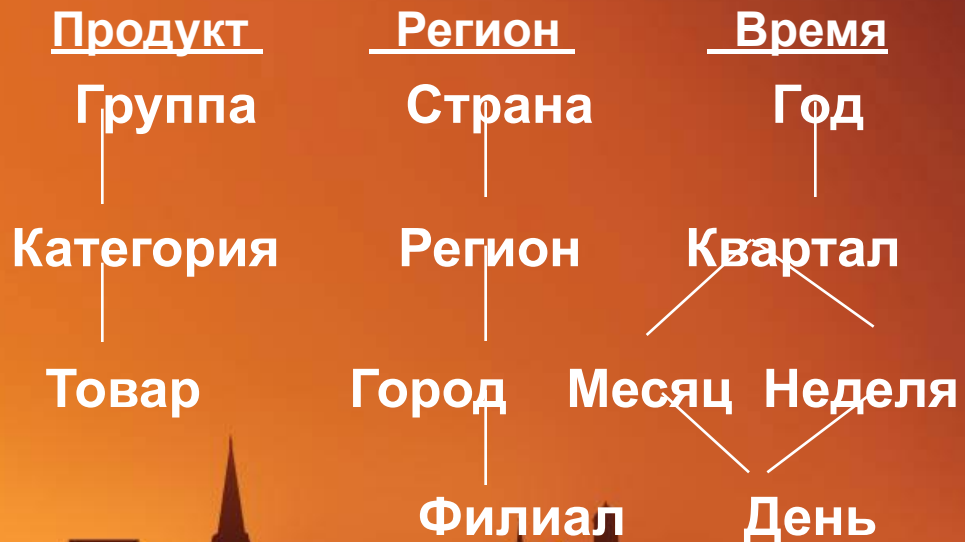 Продукт Регион Время
Группа Страна Год
Категория Регион Квартал
Товар Город Месяц Неделя
Филиал День